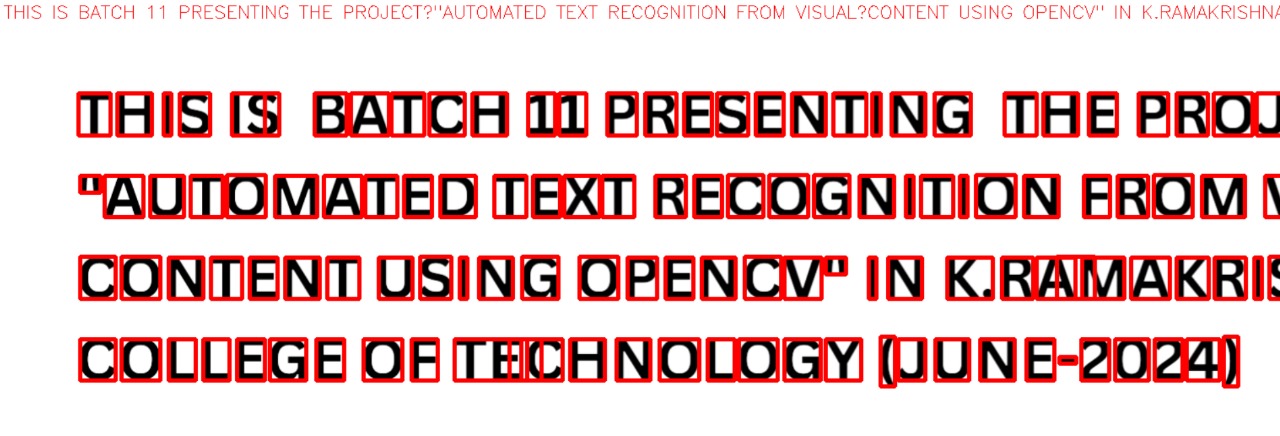 THIS IS BATCH 11 PRESENTING THE PROJECT?"AUTOMATED TEXT RECOGNITION FROM VISUAL?CONTENT USING OPENCV" IN K.RAMAKRISHNA
THIS IS BATCH 11 PRESENTING THE PROJ
"AUTOMATED TEXT RECOGNITION FROM
CONTENT USING OPENCV" IN K.RAMAKRIS
COLLEGE OF TECHNOLOGY (JUNE-2024)